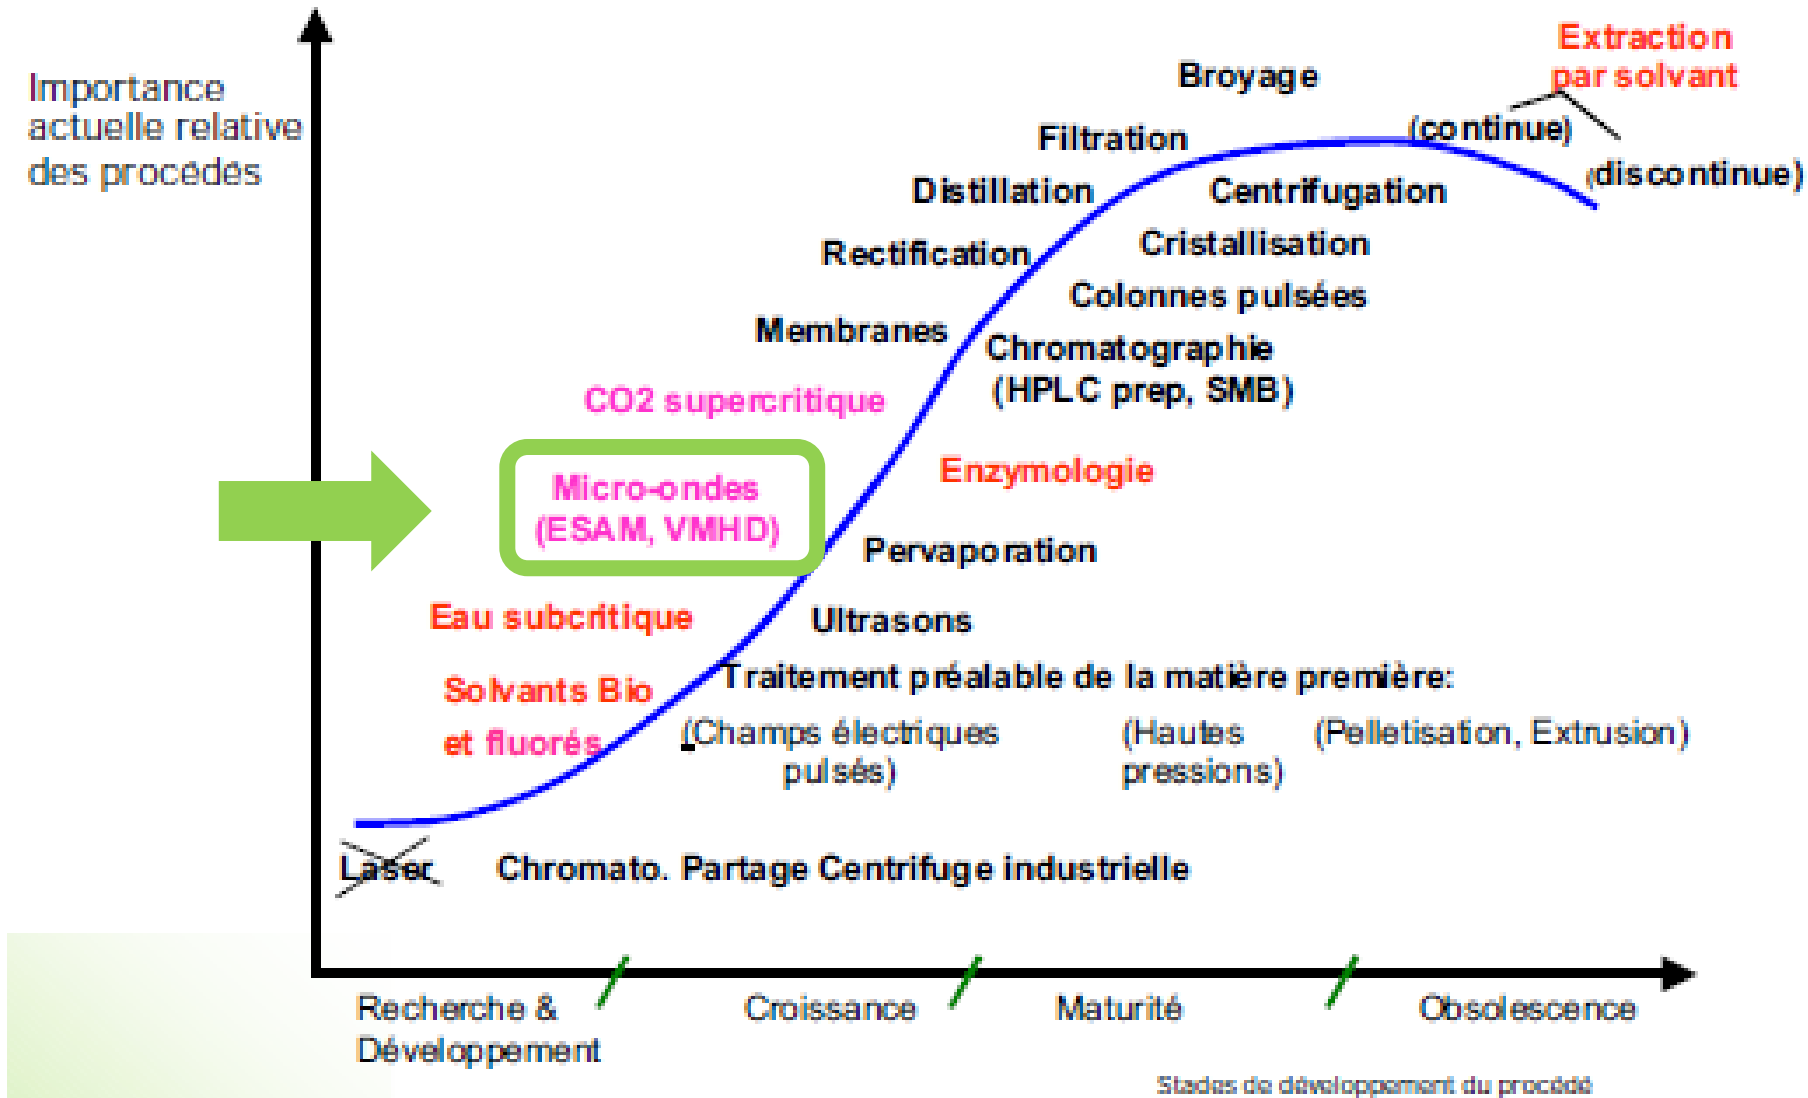 Importance
actuelle relative
des procédés
Extraction
par solvant
Broyage
(continue)
Filtration
(discontinue)
Distillation
Centrifugation
Rectification
Cristallisation
Colonnes pulsées
Membranes
Chromatographie
(HPLC prep, SMB)
CO2 supercritique
Enzymologie
Micro-ondes
(ESAM, VMHD)
Pervaporation
Eau subcritique
Ultrasons
Traitement préalable de la matière première:
Solvants Bio
et fluorés
(Champs électriques
pulsés)
(Hautes
pressions)
(Pelletisation, Extrusion)
Laser
Chromato. Partage Centrifuge industrielle
Recherche &
Développement
Croissance
Maturité
Obsolescence
Stades de développement du procédé